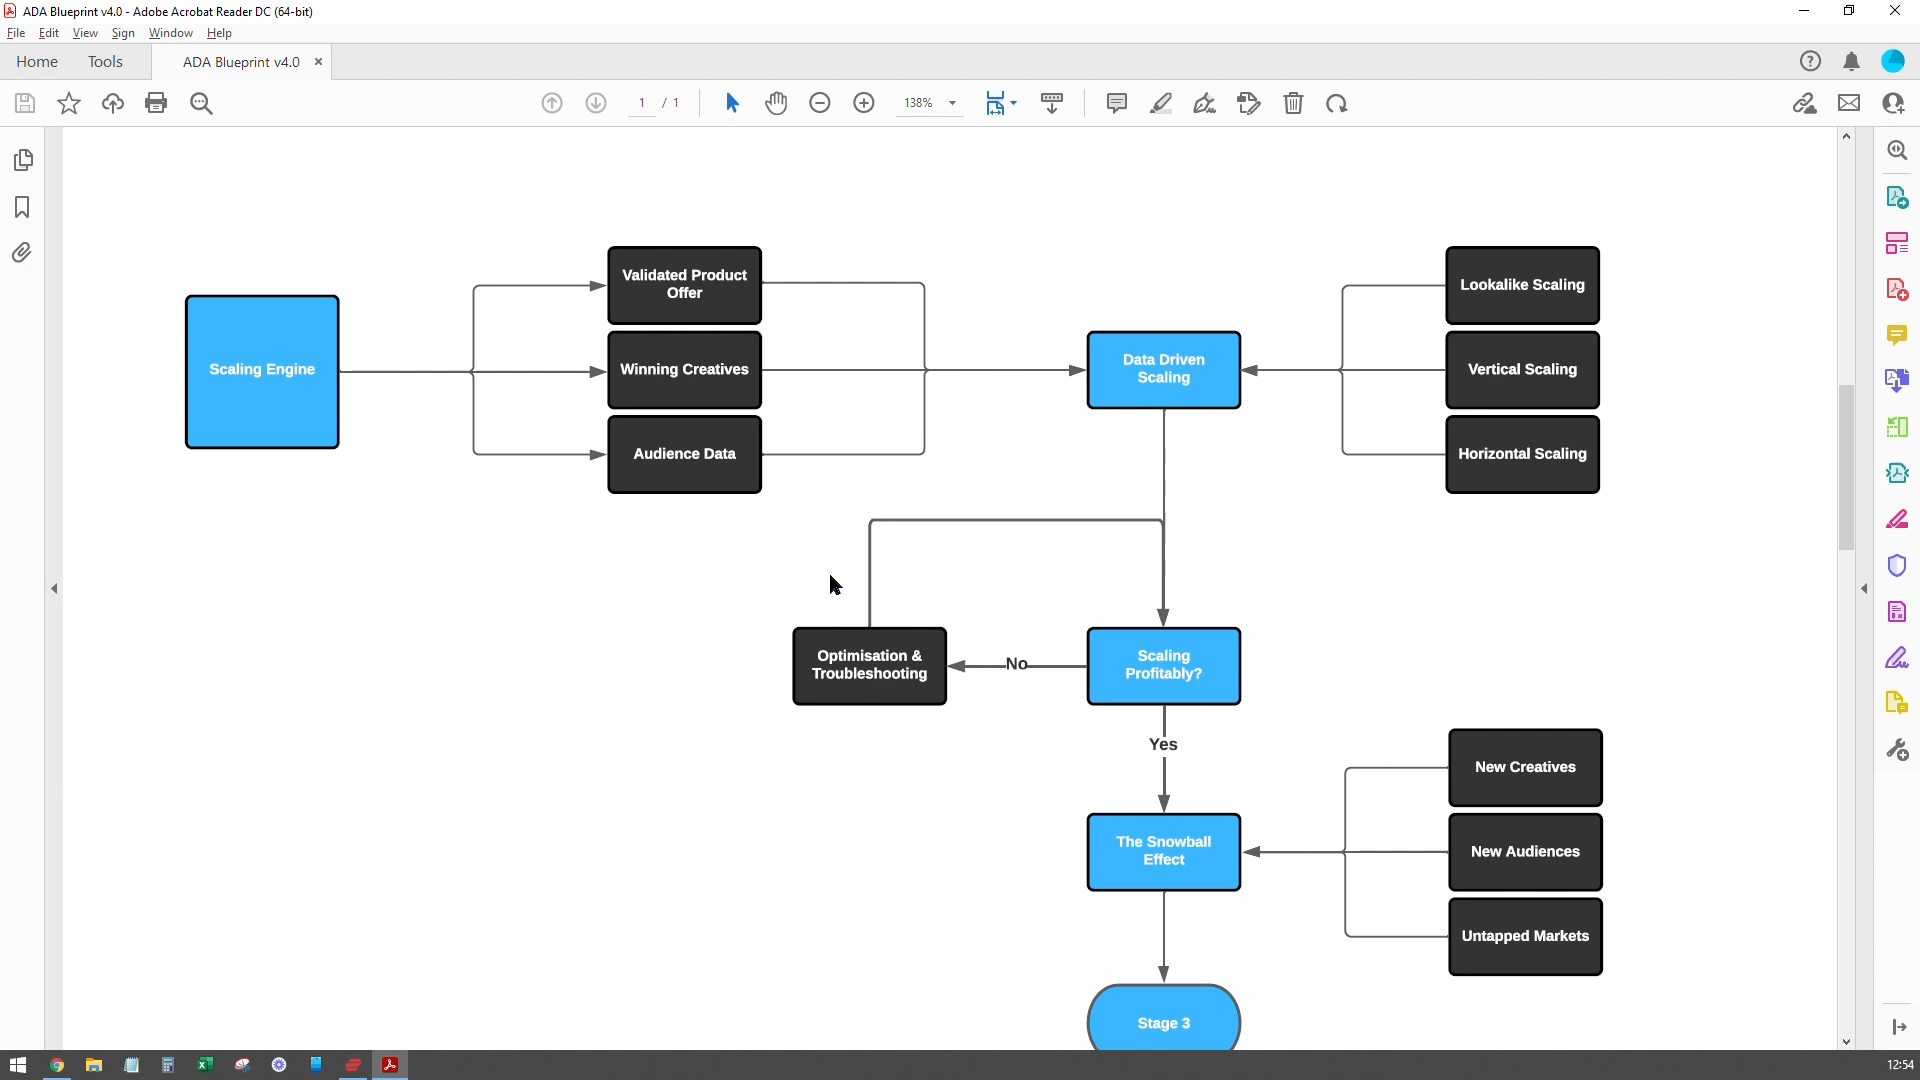 ADA Blueprint v4.0 - Adobe Acrobat Reader DC (64-bit)
File Edit View Sign Window Help
Home Tools ADA Blueprint v4.0
1 / 1 138%
Validated Product
Offer
Lookalike Scaling
Scaling Engine
Winning Creatives
Data Driven
Scaling
Vertical Scaling
Audience Data
Horizontal Scaling
Optimisation &
Troubleshooting
No
Scaling
Profitably?
Yes
New Creatives
The Snowball
Effect
New Audiences
Untapped Markets
Stage 3
12:54